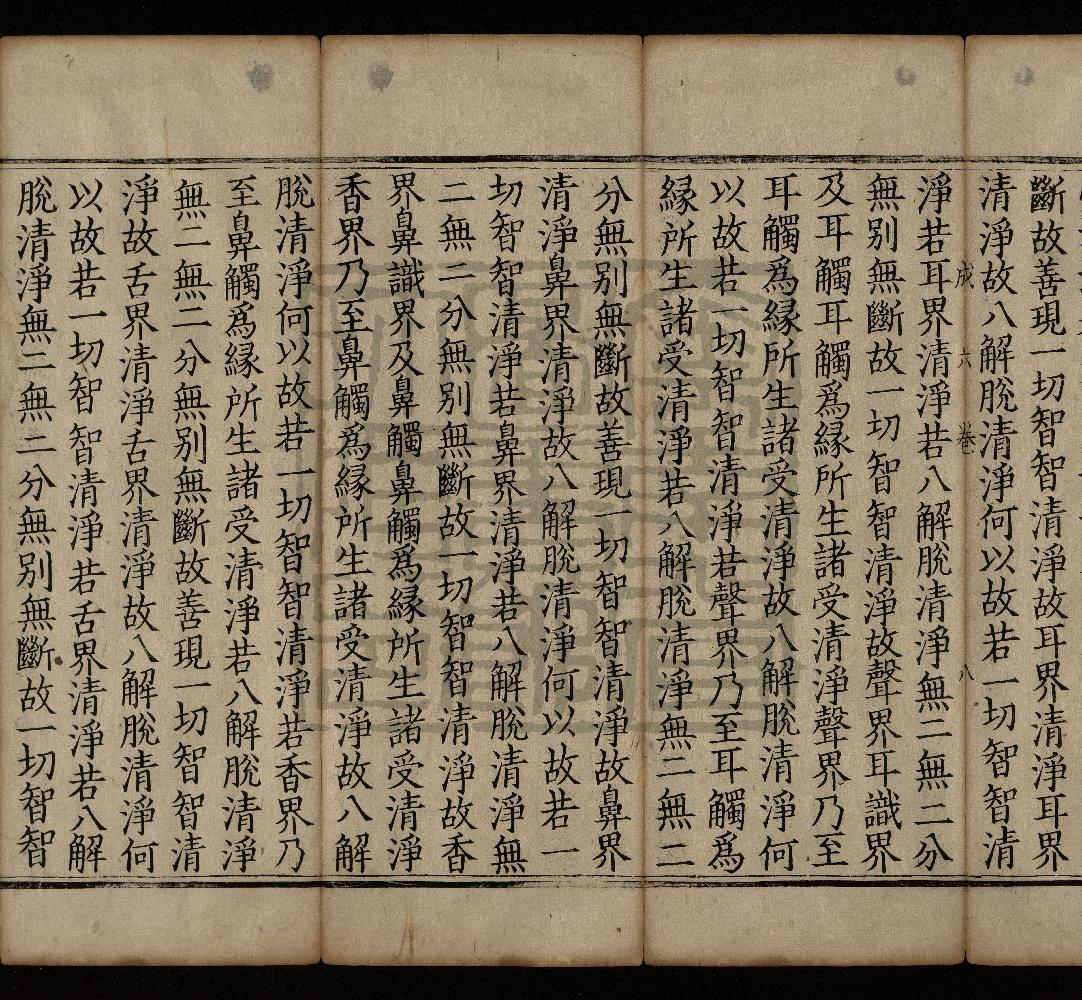 斷故善現一切智智清淨故耳界清淨耳界
清淨故八解脫清淨何以故若一切智智清
成 六 卷 八
淨若耳界清淨若八解脫清淨無二無二分
無別無斷故一切智智清淨故聲界耳識界
及耳觸耳觸爲緣所生諸受清淨聲界乃至
耳觸爲緣所生諸受清淨故八解脫清淨何
以故若一切智智清淨若聲界乃至耳觸爲
緣所生諸受清淨若八解脫清淨無二無二
分無別無斷故善現一切智智清淨故鼻界
清淨鼻界清淨故八解脫清淨何以故若一
切智智清淨若鼻界清淨若八解脫清淨無
二無二分無別無斷故一切智智清淨故香
界鼻識界及鼻觸鼻觸爲緣所生諸受清淨
香界乃至鼻觸爲緣所生諸受清淨故八解
脫清淨何以故若一切智智清淨若香界乃
至鼻觸爲緣所生諸受清淨若八解脫清淨
無二無二分無別無斷故善現一切智智清
淨故舌界清淨舌界清淨故八解脫清淨何
以故若一切智智清淨若舌界清淨若八解
脫清淨無二無二分無別無斷故一切智智